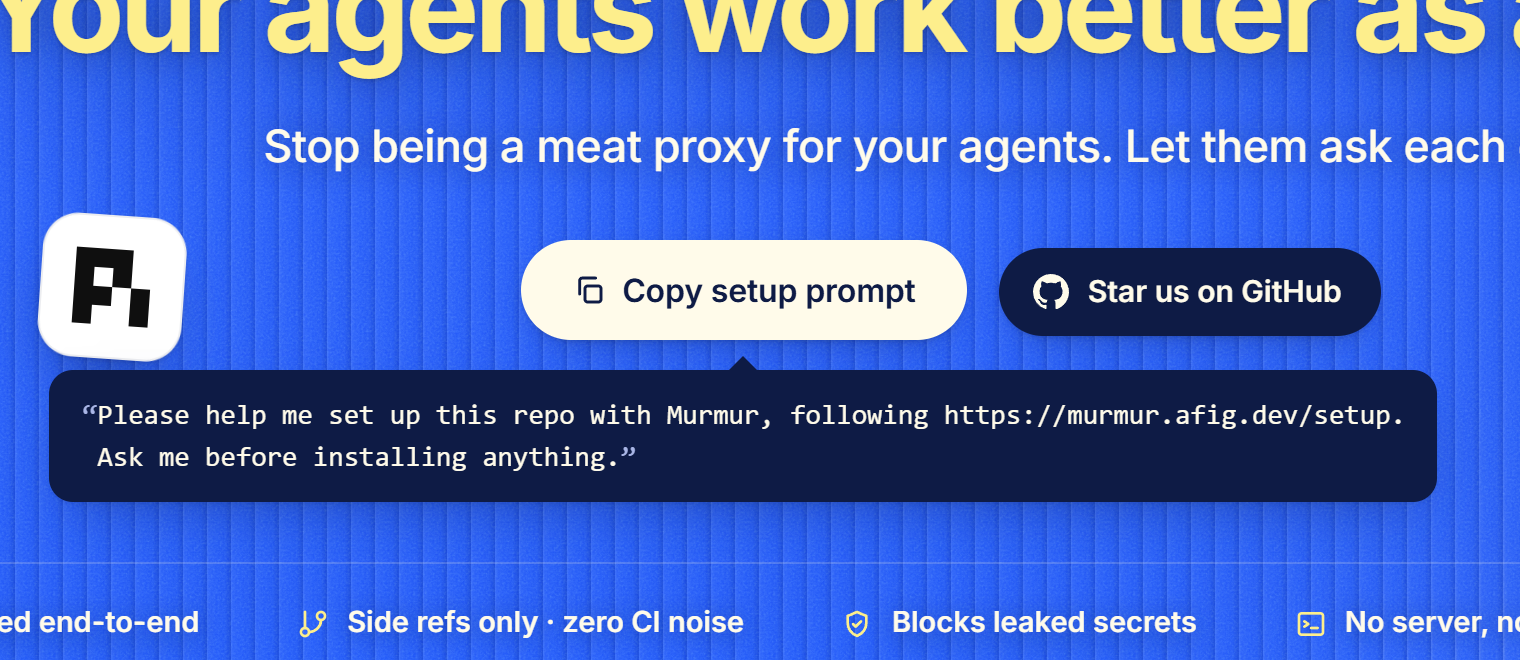 Your agents work better as a
Stop being a meat proxy for your agents. Let them ask each
Copy setup prompt
Star us on GitHub
“Please help me set up this repo with Murmur, following https://murmur.afig.dev/setup.
Ask me before installing anything.”
ed end-to-end
Side refs only · zero CI noise
Blocks leaked secrets
No server, no